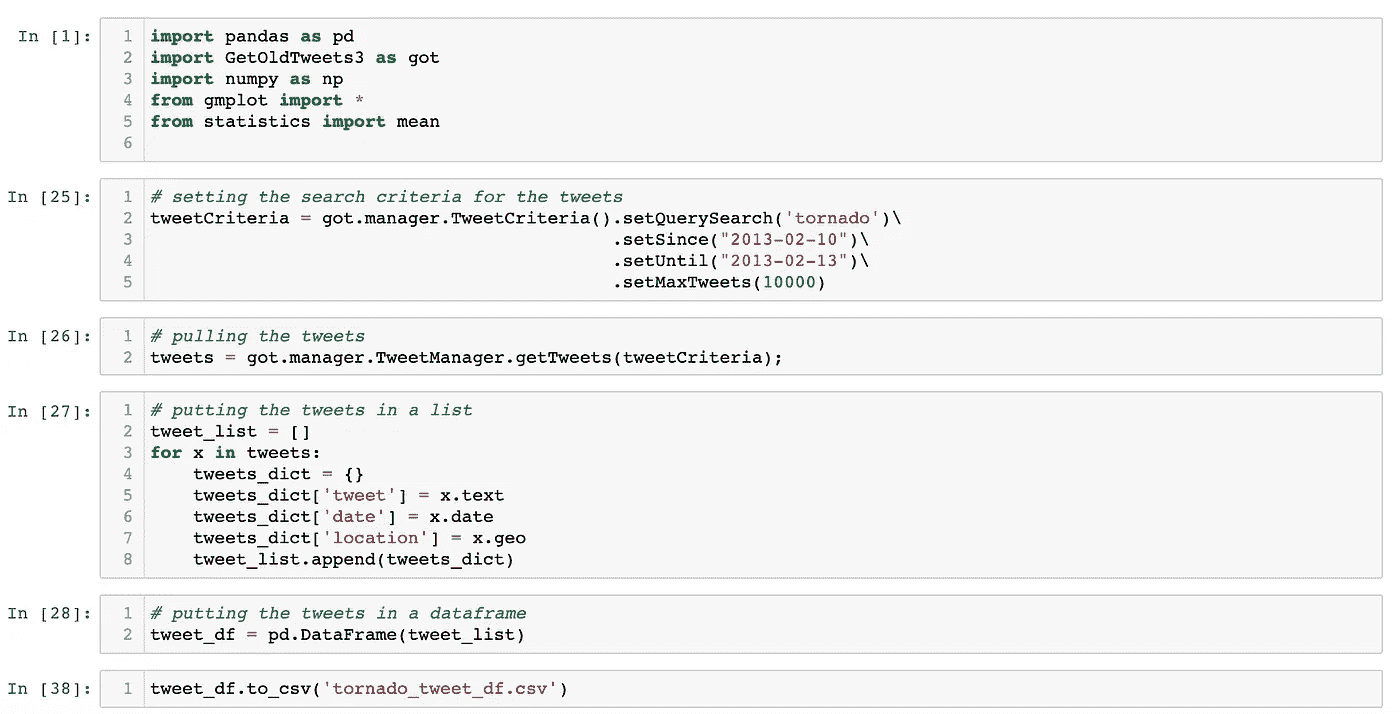 In [1]:
1 import pandas as pd
2 import GetOldTweets3 as got
3 import numpy as np
4 from gmplot import *
5 from statistics import mean
6
In [25]:
1 # setting the search criteria for the tweets
2 tweetCriteria = got.manager.TweetCriteria().setQuerySearch('tornado')\
3                                            .setSince("2013-02-10")\
4                                            .setUntil("2013-02-13")\
5                                            .setMaxTweets(10000)
In [26]:
1 # pulling the tweets
2 tweets = got.manager.TweetManager.getTweets(tweetCriteria);
In [27]:
1 # putting the tweets in a list
2 tweet_list = []
3 for x in tweets:
4     tweets_dict = {}
5     tweets_dict['tweet'] = x.text
6     tweets_dict['date'] = x.date
7     tweets_dict['location'] = x.geo
8     tweet_list.append(tweets_dict)
In [28]:
1 # putting the tweets in a dataframe
2 tweet_df = pd.DataFrame(tweet_list)
In [38]:
1 tweet_df.to_csv('tornado_tweet_df.csv')